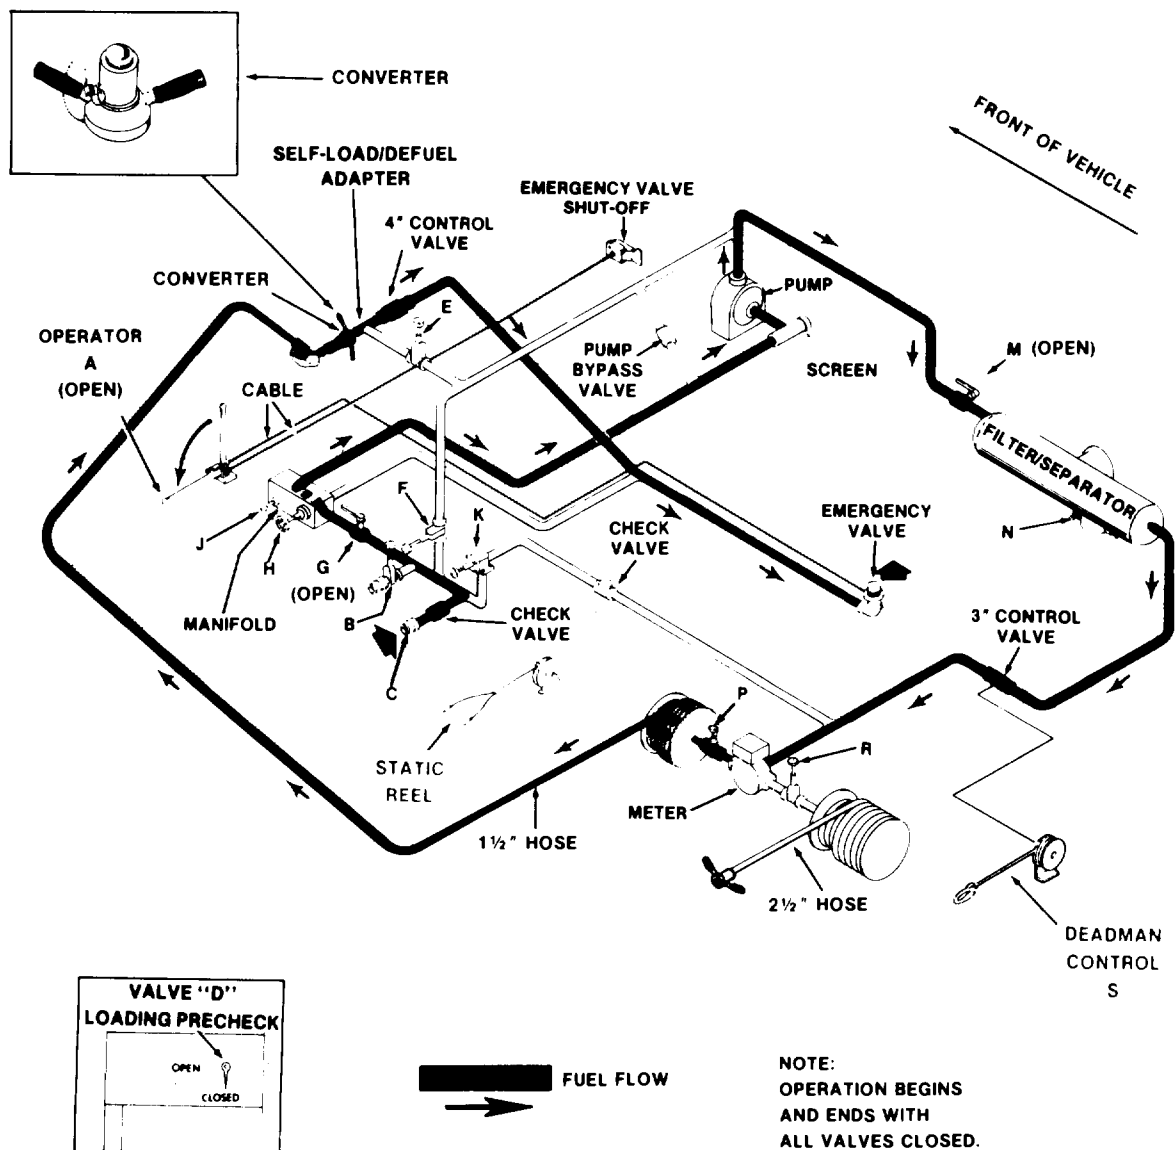 CONVERTER
SELF-LOAD/DEFUEL
ADAPTER
4" CONTROL
VALVE
EMERGENCY VALVE
SHUT-OFF
FRONT OF VEHICLE
CONVERTER
E
PUMP
OPERATOR
A
(OPEN)
CABLE
PUMP
BYPASS
VALVE
SCREEN
M (OPEN)
FILTER/SEPARATOR
J
H
G
(OPEN)
F
K
B
C
MANIFOLD
CHECK
VALVE
CHECK
VALVE
EMERGENCY
VALVE
N
3" CONTROL
VALVE
STATIC
REEL
P
R
METER
1½" HOSE
2½" HOSE
DEADMAN
CONTROL
S
VALVE "D"
LOADING PRECHECK
OPEN
CLOSED
FUEL FLOW
NOTE:
OPERATION BEGINS
AND ENDS WITH
ALL VALVES CLOSED.